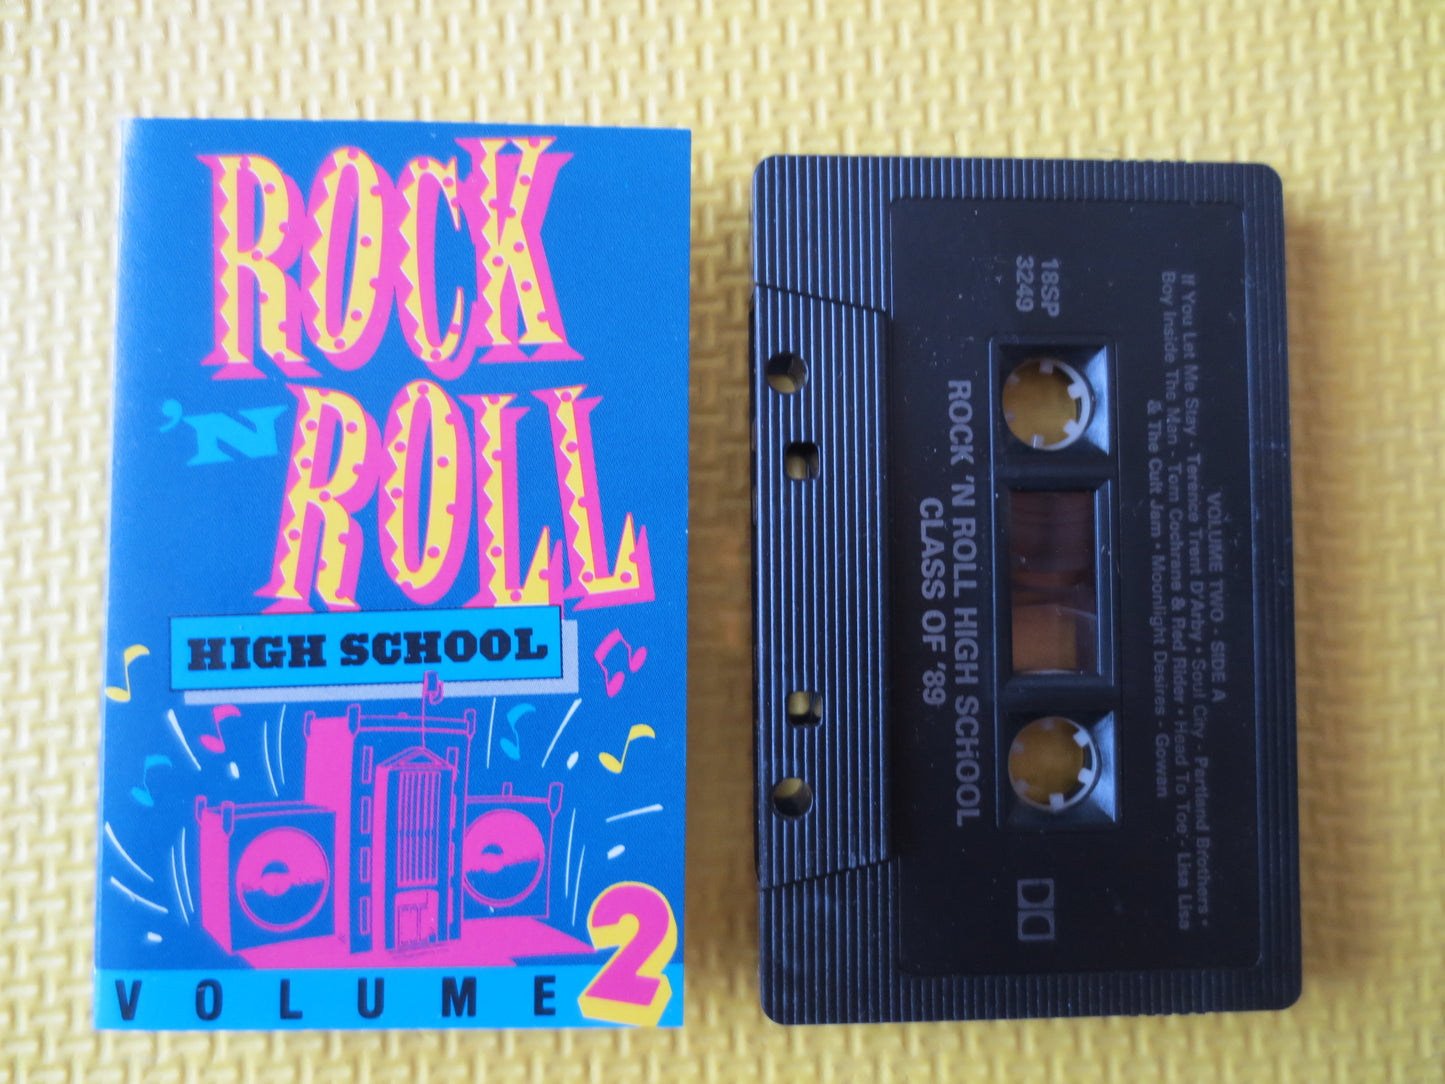 ROCK
'N
ROLL
HIGH SCHOOL
VOLUME 2
18SP
3249
ROCK 'N ROLL HIGH SCHOOL
CLASS OF '89
VOLUME TWO - SIDE A
If You Let Me Stay - Terence Trent D'Arby • Soul City - Partland Brothers •
Boy Inside The Man - Tom Cochrane & Red Rider • Head To Toe - Lisa Lisa
& The Cult Jam • Moonlight Desires - Gowan